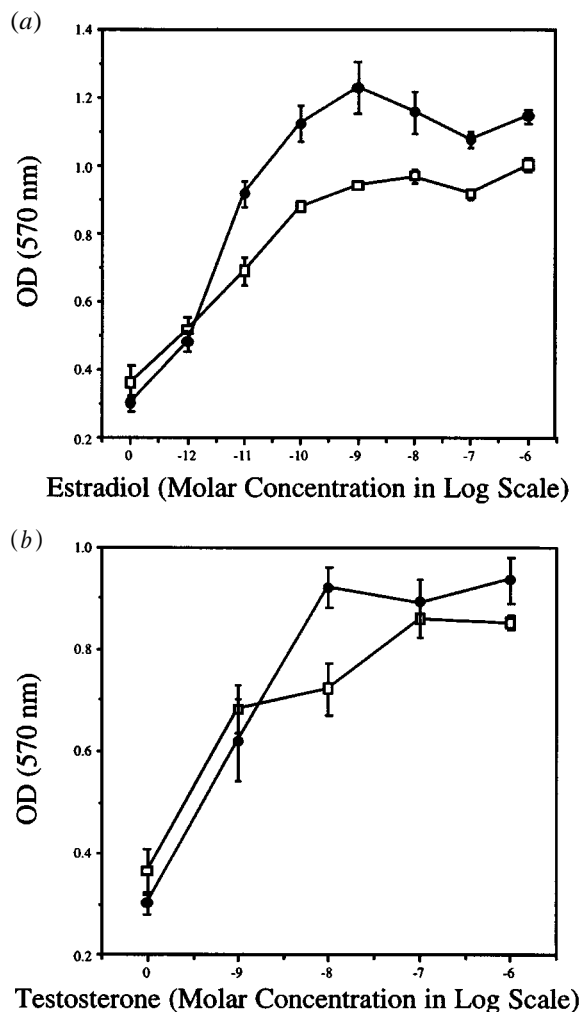 (a)
1.4
1.2
1.0
0.8
0.6
0.4
0.2
OD (570 nm)
0 -12 -11 -10 -9 -8 -7 -6
Estradiol (Molar Concentration in Log Scale)
(b)
1.0
0.8
0.6
0.4
0.2
OD (570 nm)
0 -9 -8 -7 -6
Testosterone (Molar Concentration in Log Scale)